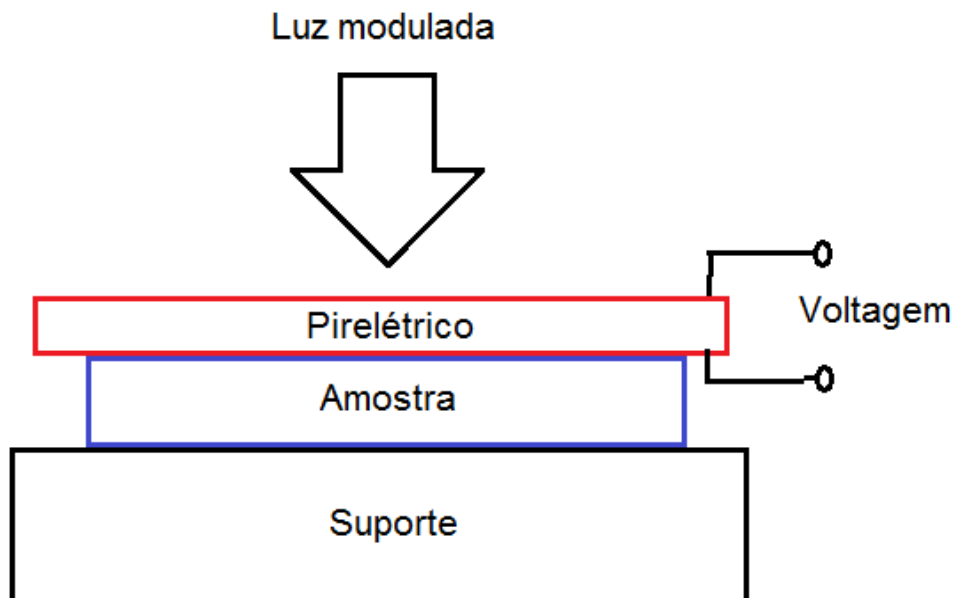 Luz modulada
Pirelétrico
Voltagem
Amostra
Suporte